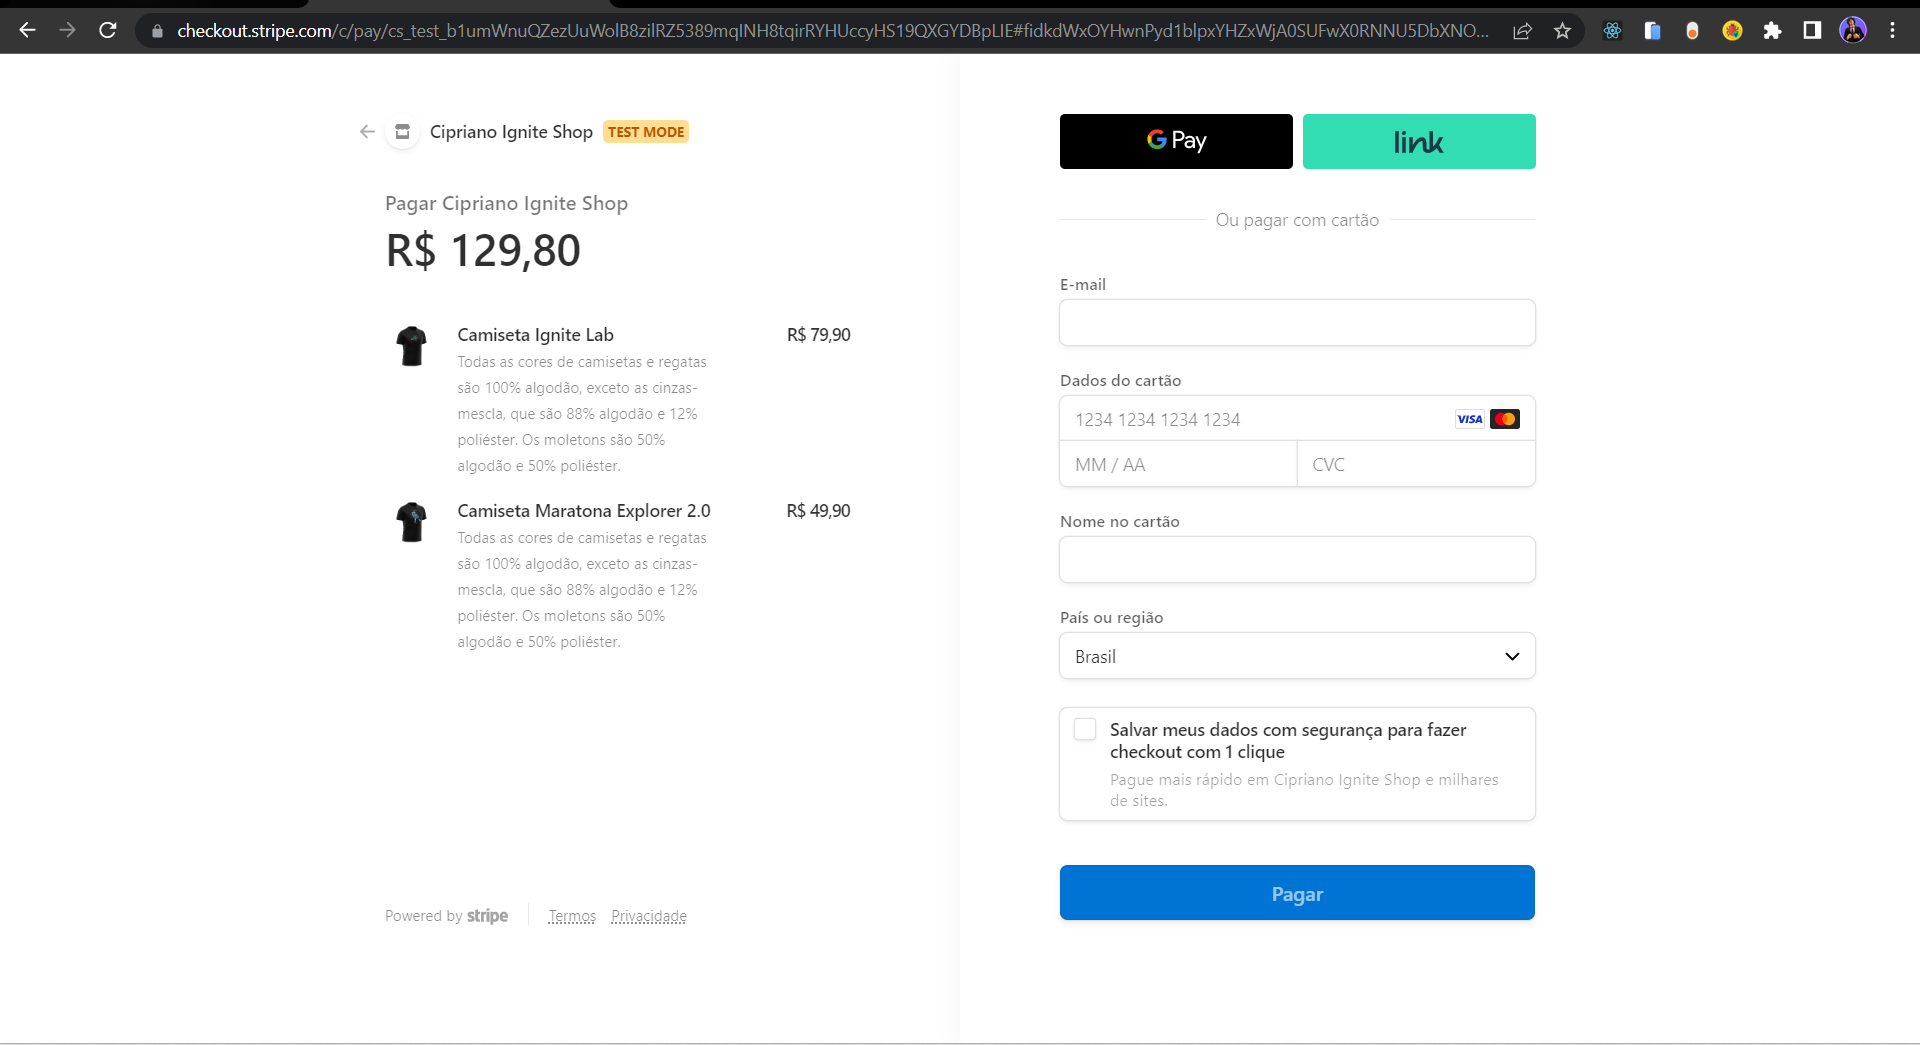 checkout.stripe.com/c/pay/cs_test_b1umWnuQZezUuWolB8zilRZ5389mqINH8tqirRYHUccyHS19QXGYDBpLIE#fidkdWxOYHwnPyd1blpxYHZxWjA0SUFwX0RNNU5DbXNO...
Cipriano Ignite Shop TEST MODE
Pagar Cipriano Ignite Shop
R$ 129,80
Camiseta Ignite Lab R$ 79,90
Todas as cores de camisetas e regatas
são 100% algodão, exceto as cinzas-
mescla, que são 88% algodão e 12%
poliéster. Os moletons são 50%
algodão e 50% poliéster.
Camiseta Maratona Explorer 2.0 R$ 49,90
Todas as cores de camisetas e regatas
são 100% algodão, exceto as cinzas-
mescla, que são 88% algodão e 12%
poliéster. Os moletons são 50%
algodão e 50% poliéster.
Powered by stripe Termos Privacidade
G Pay link
Ou pagar com cartão
E-mail
Dados do cartão
1234 1234 1234 1234 VISA
MM / AA CVC
Nome no cartão
País ou região
Brasil
Salvar meus dados com segurança para fazer
checkout com 1 clique
Pague mais rápido em Cipriano Ignite Shop e milhares
de sites.
Pagar